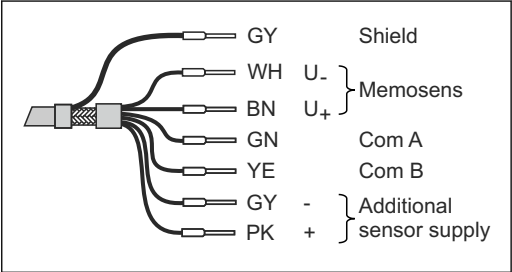 GY Shield
WH U-
Memosens
BN U+
GN Com A
YE Com B
GY -
Additional
sensor supply
PK +